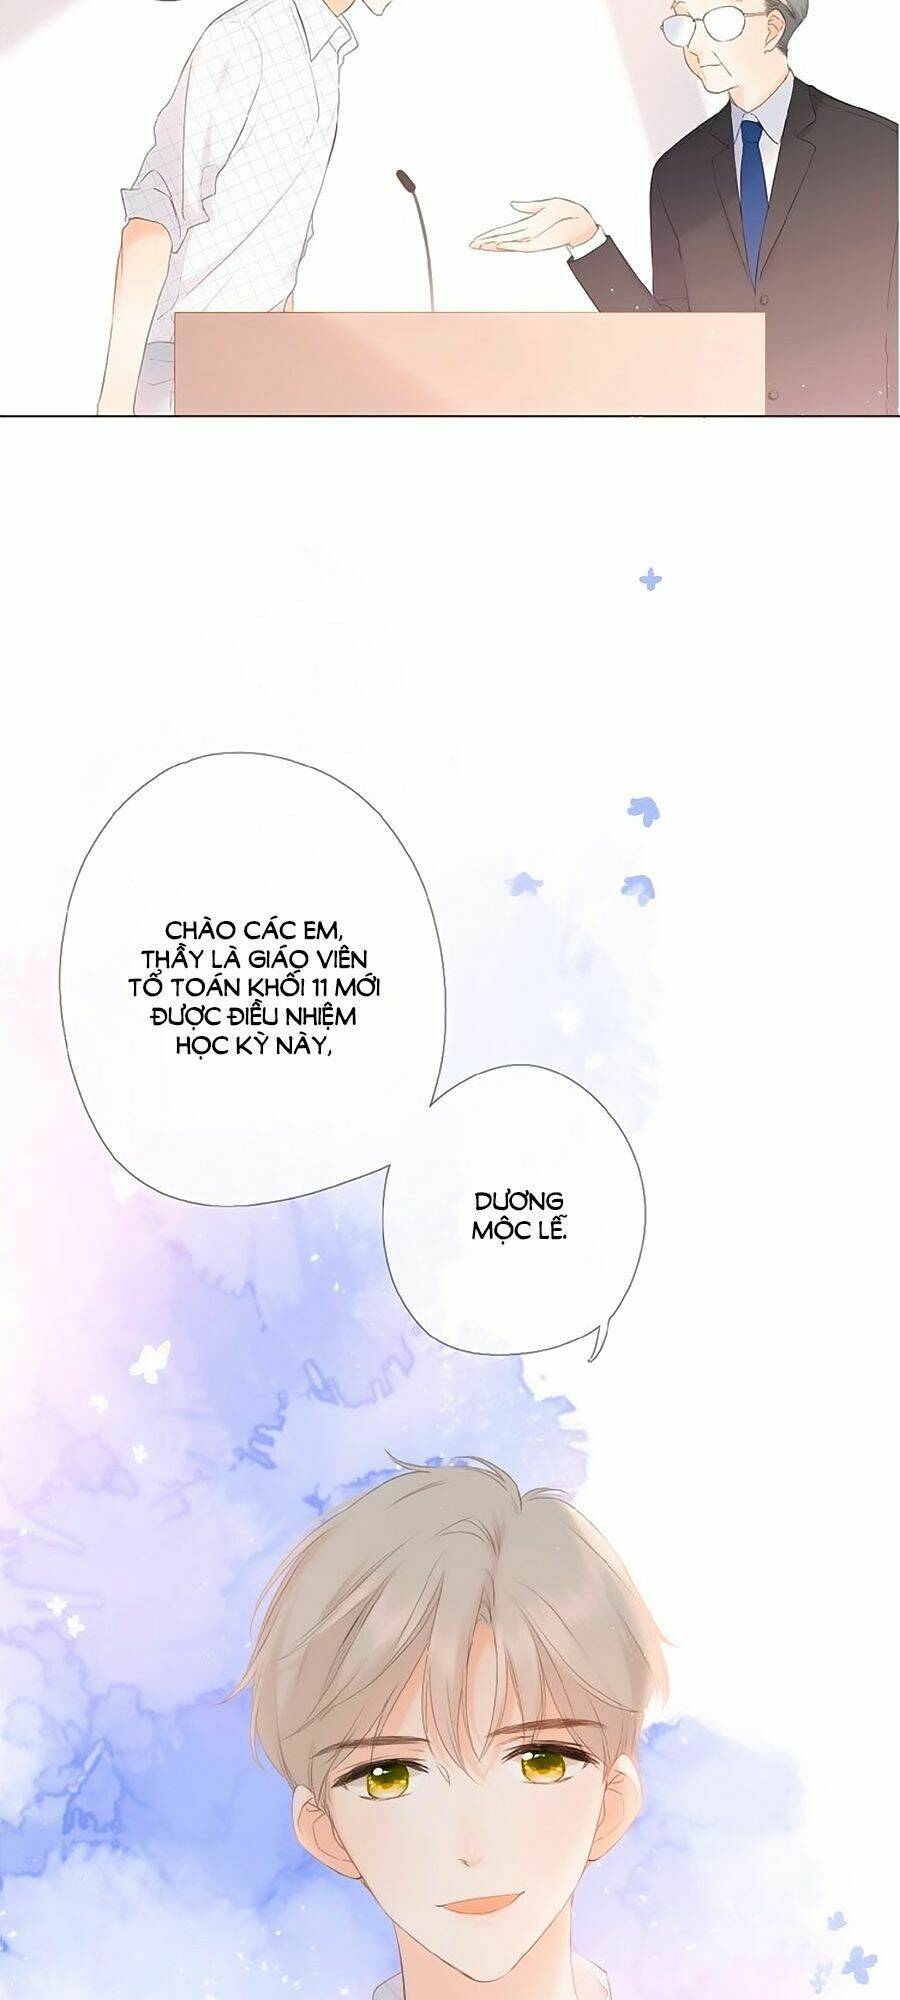 CHÀO CÁC EM,
THẦY LÀ GIÁO VIÊN
TỔ TOÁN KHỐI 11 MỚI
ĐƯỢC ĐIỀU NHIỆM
HỌC KỲ NÀY,
DƯƠNG
MỘC LỄ.